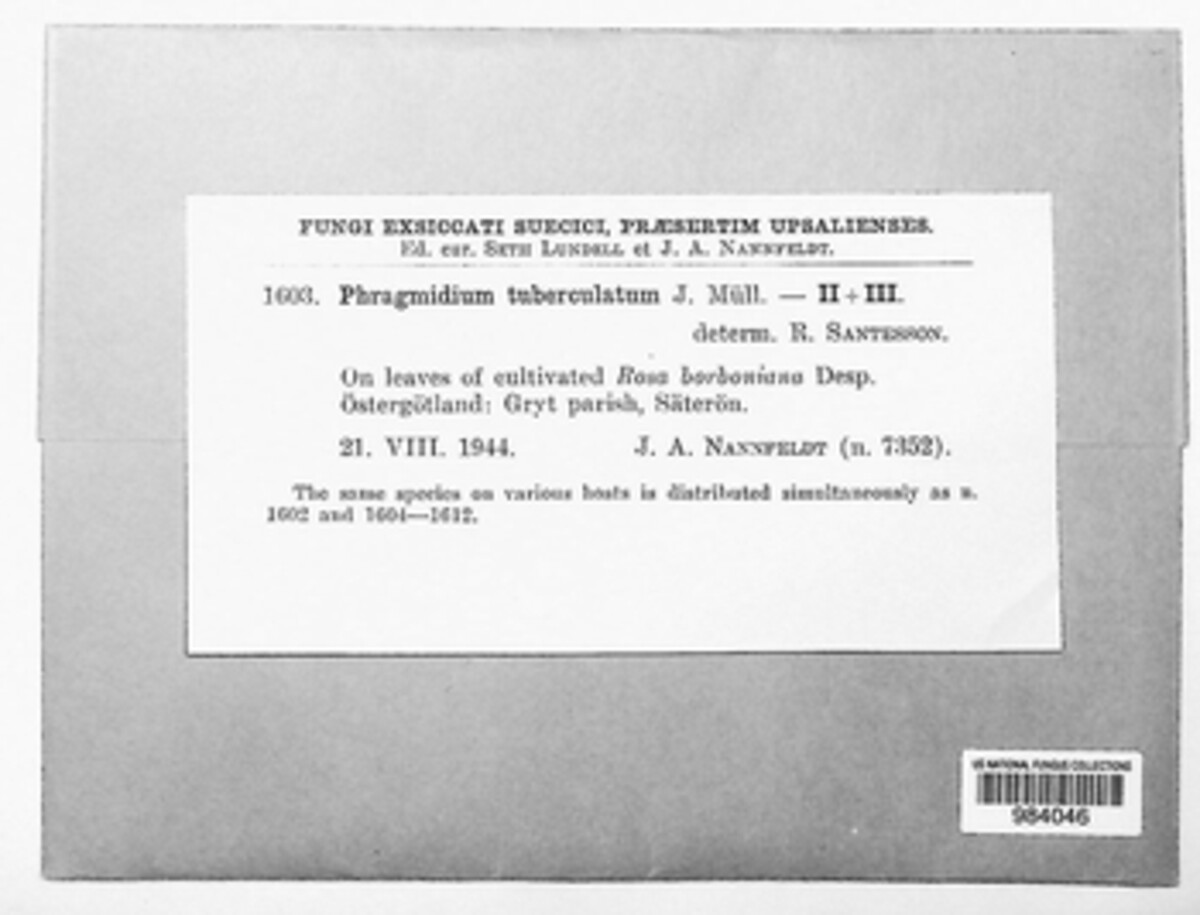 FUNGI EXSICCATI SUECICI, PRÆSERTIM UPSALIENSES.
Ed. cur. SETH LUNDELL et J. A. NANNFELDT.
1603. Phragmidium tuberculatum J. Müll. — II + III.
determ. R. SANTESSON.
On leaves of cultivated Rosa borboniana Desp.
Östergötland: Gryt parish, Säterön.
21. VIII. 1944. J. A. NANNFELDT (n. 7352).
The same species on various hosts is distributed simultaneously as n.
1602 and 1604—1612.
US NATIONAL FUNGUS COLLECTIONS
984046